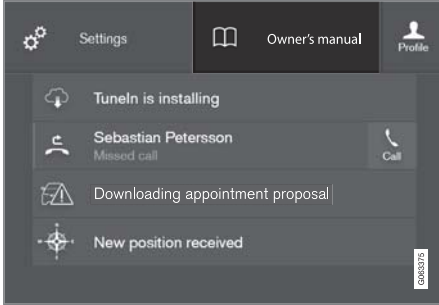 Settings
Owner's manual
Profile
TuneIn is installing
Sebastian Petersson
Missed call
Call
Downloading appointment proposal
New position received
G063375